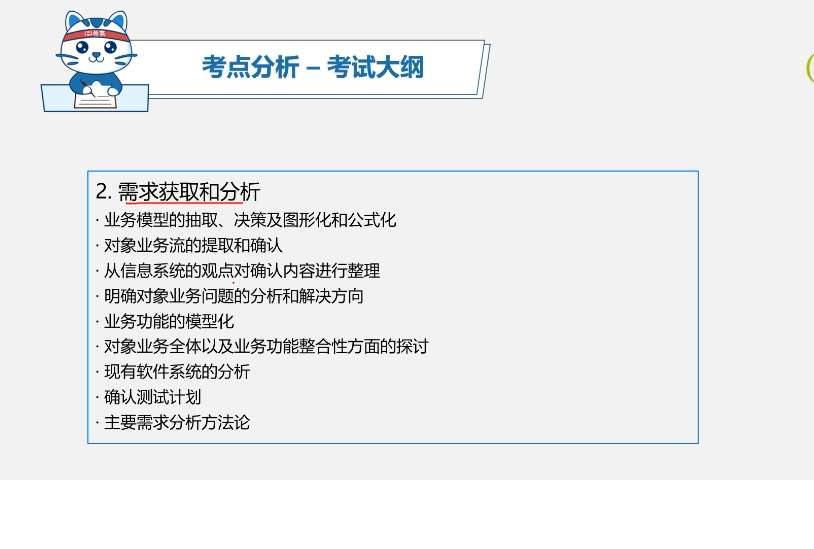 考点分析 – 考试大纲
2. 需求获取和分析
· 业务模型的抽取、决策及图形化和公式化
· 对象业务流的提取和确认
· 从信息系统的观点对确认内容进行整理
· 明确对象业务问题的分析和解决方向
· 业务功能的模型化
· 对象业务全体以及业务功能整合性方面的探讨
· 现有软件系统的分析
· 确认测试计划
· 主要需求分析方法论